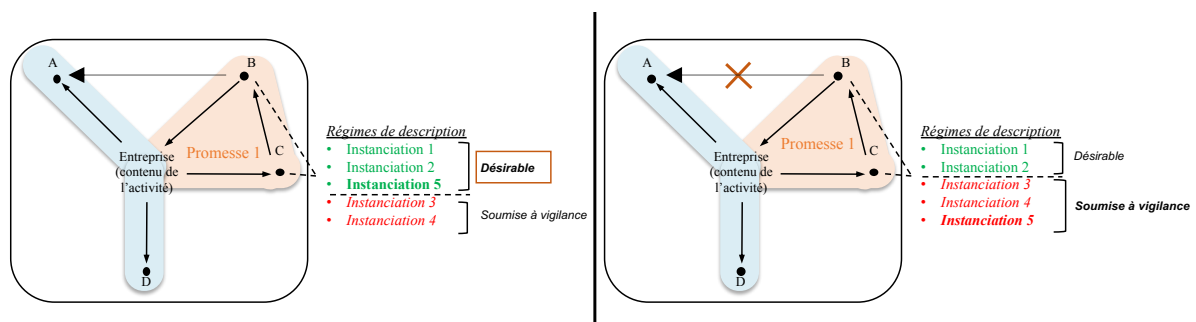 A
B
Promesse 1
C
Entreprise
(contenu de
l'activité)
D
Régimes de description
• Instanciation 1
• Instanciation 2
• Instanciation 5
• Instanciation 3
• Instanciation 4
Désirable
Soumise à vigilance
A
B
Promesse 1
C
Entreprise
(contenu de
l'activité)
D
Régimes de description
• Instanciation 1
• Instanciation 2
• Instanciation 3
• Instanciation 4
• Instanciation 5
Désirable
Soumise à vigilance